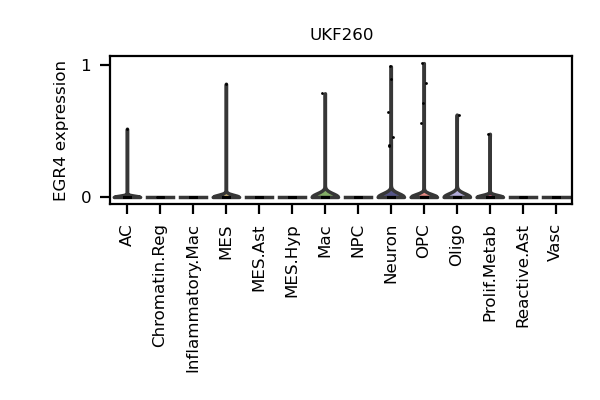 UKF260
EGR4 expression
1
0
AC
Chromatin.Reg
Inflammatory.Mac
MES
MES.Ast
MES.Hyp
Mac
NPC
Neuron
OPC
Oligo
Prolif.Metab
Reactive.Ast
Vasc